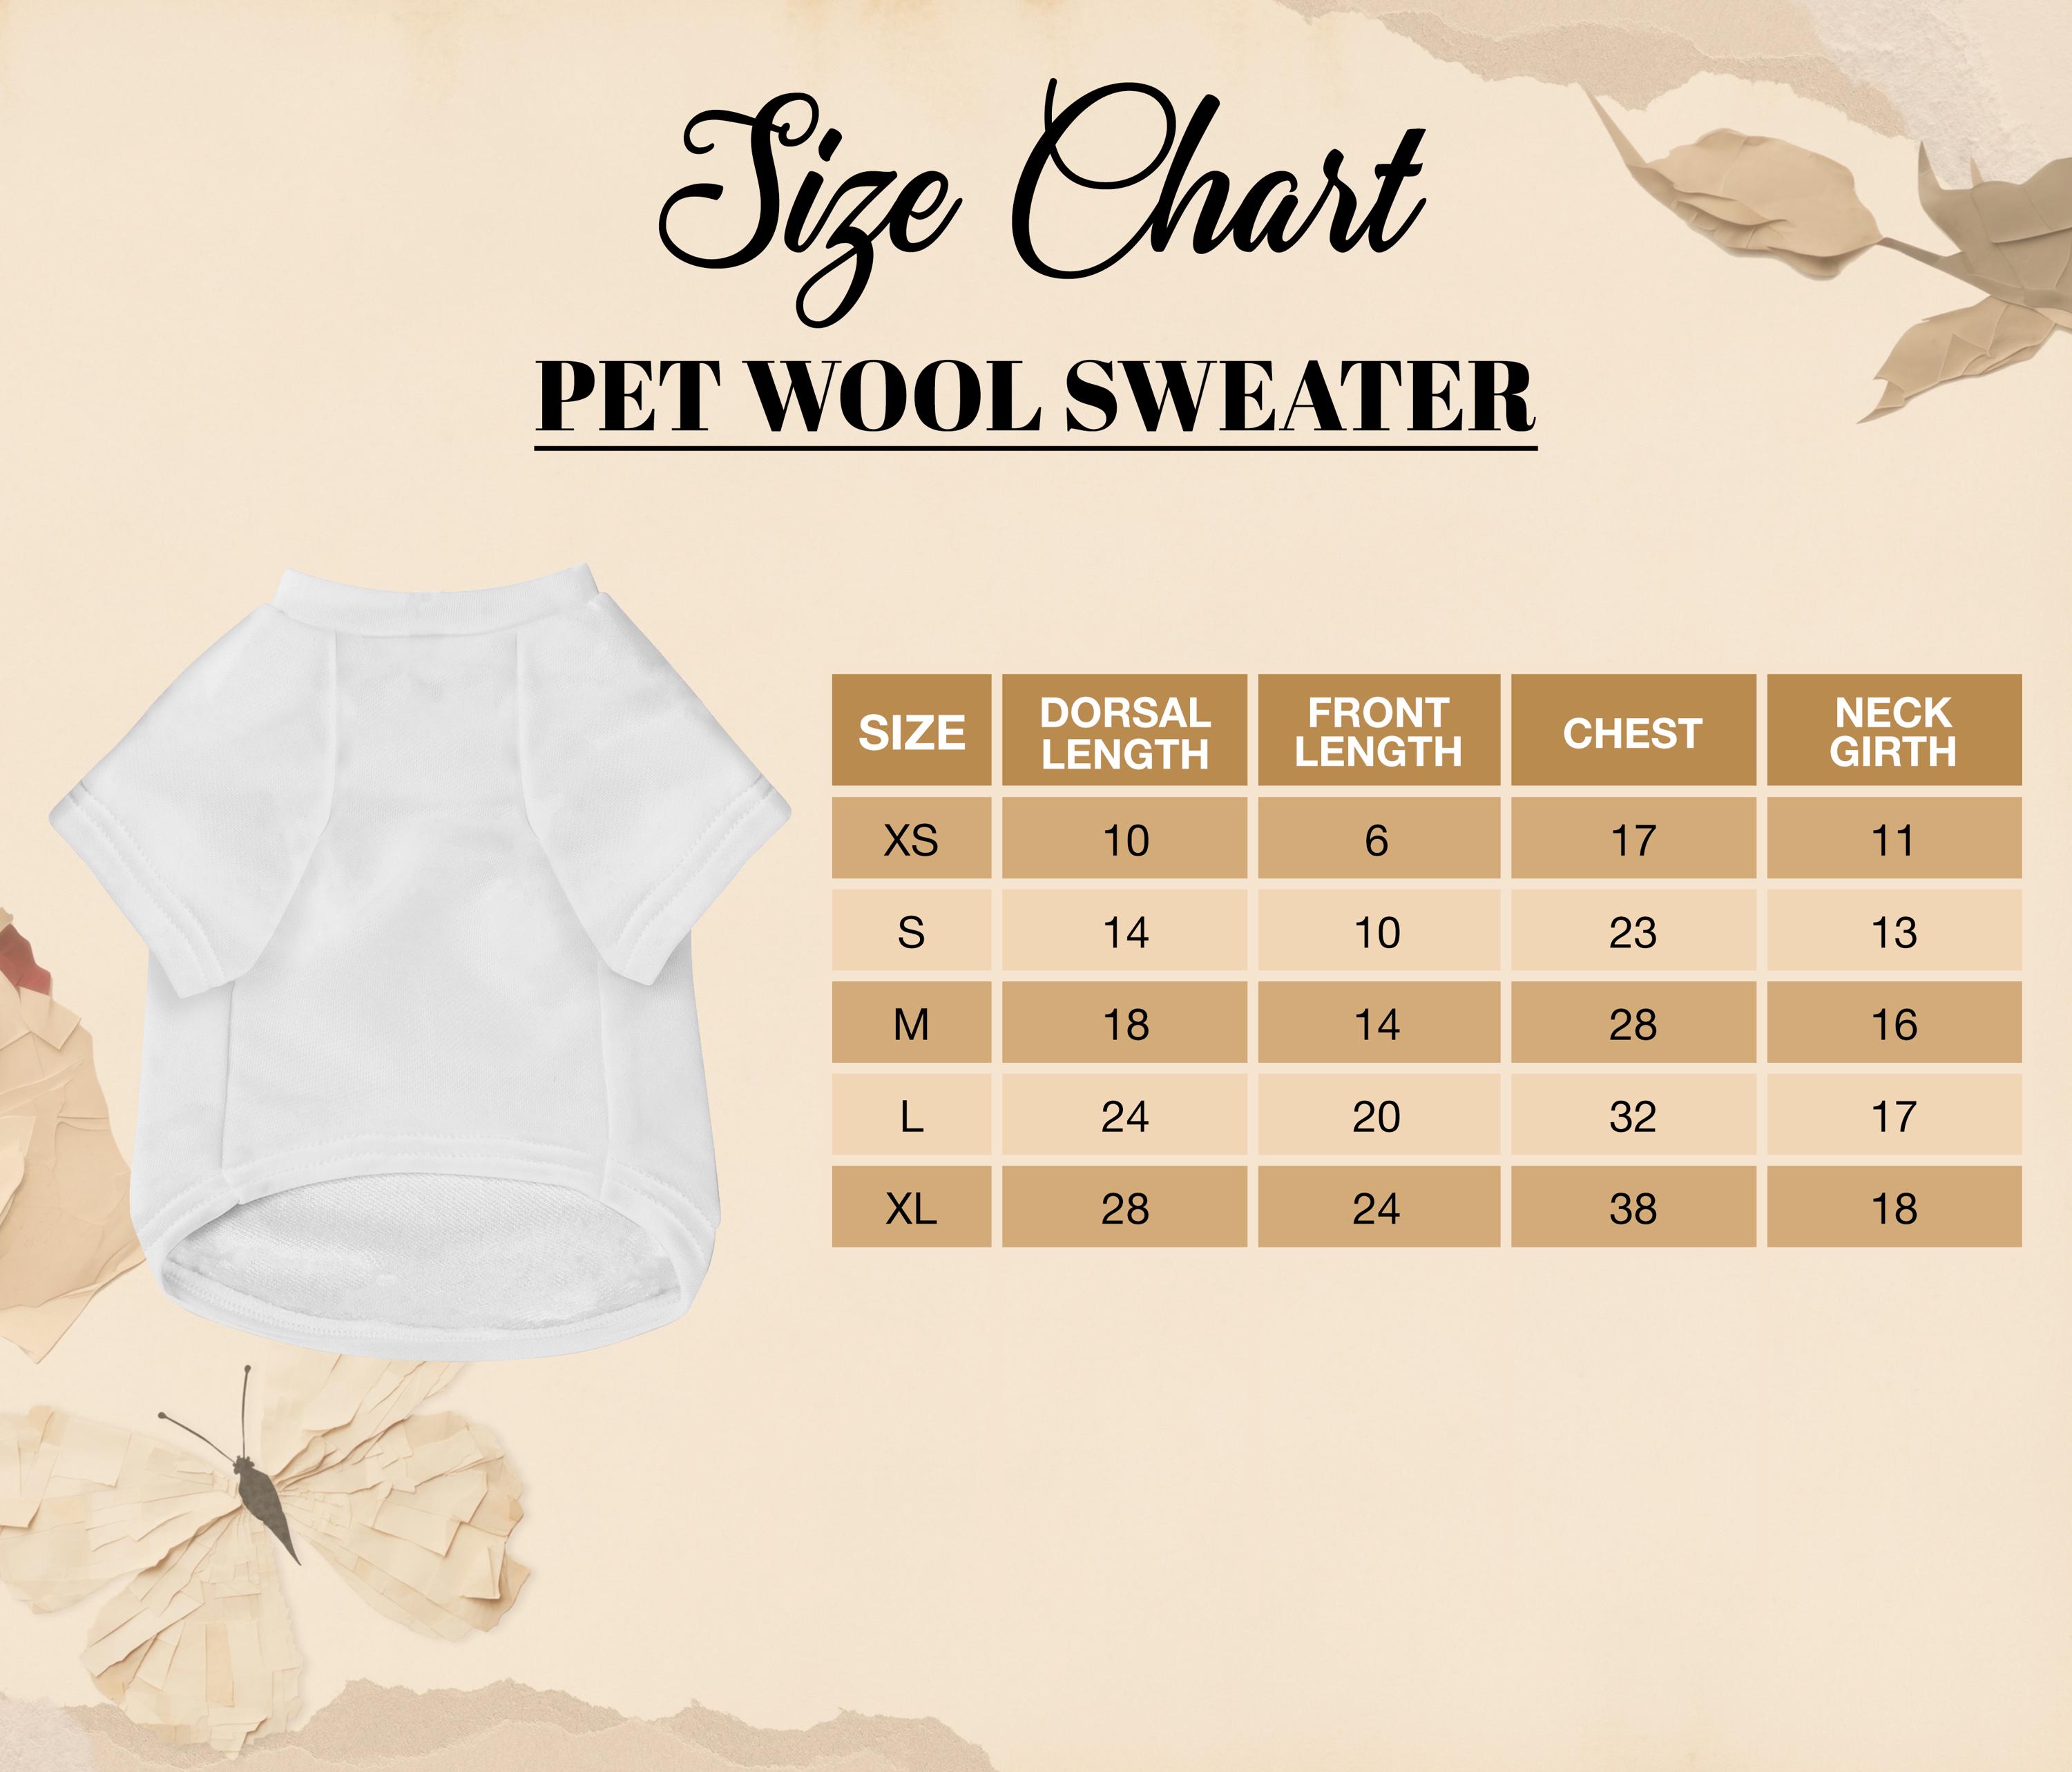 Size Chart
PET WOOL SWEATER
SIZE DORSAL LENGTH FRONT LENGTH CHEST NECK GIRTH
XS 10 6 17 11
S 14 10 23 13
M 18 14 28 16
L 24 20 32 17
XL 28 24 38 18